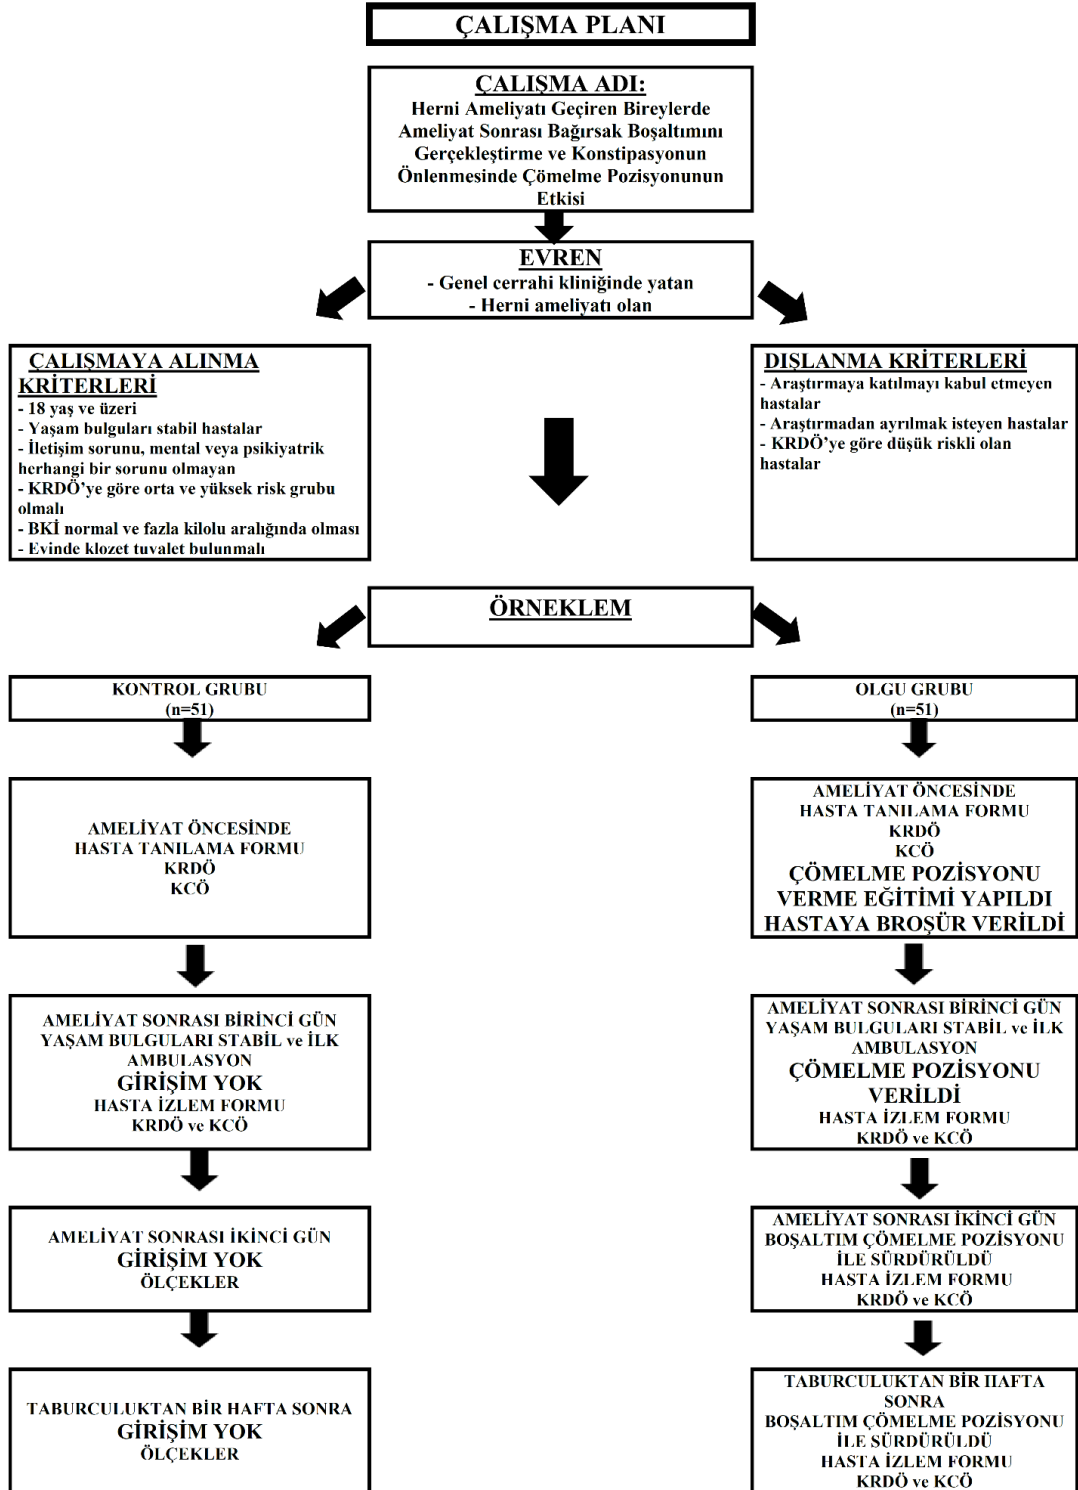 ÇALIŞMA PLANI
ÇALIŞMA ADI:
Herni Ameliyatı Geçiren Bireylerde
Ameliyat Sonrası Bağırsak Boşaltımını
Gerçekleştirme ve Konstipasyonun
Önlenmesinde Çömelme Pozisyonunun
Etkisi
EVREN
- Genel cerrahi kliniğinde yatan
- Herni ameliyatı olan
ÇALIŞMAYA ALINMA
KRİTERLERİ
- 18 yaş ve üzeri
- Yaşam bulguları stabil hastalar
- İletişim sorunu, mental veya psikiyatrik
herhangi bir sorunu olmayan
- KRDÖ’ye göre orta ve yüksek risk grubu
olmalı
- BKİ normal ve fazla kilolu aralığında olması
- Evinde klozet tuvalet bulunmalı
DIŞLANMA KRİTERLERİ
- Araştırmaya katılmayı kabul etmeyen
hastalar
- Araştırmadan ayrılmak isteyen hastalar
- KRDÖ’ye göre düşük riskli olan
hastalar
ÖRNEKLEM
KONTROL GRUBU
(n=51)
AMELİYAT ÖNCESİNDE
HASTA TANILAMA FORMU
KRDÖ
KCÖ
AMELİYAT SONRASI BİRİNCİ GÜN
YAŞAM BULGULARI STABİL ve İLK
AMBULASYON
GİRİŞİM YOK
HASTA İZLEM FORMU
KRDÖ ve KCÖ
AMELİYAT SONRASI İKİNCİ GÜN
GİRİŞİM YOK
ÖLÇEKLER
TABURCULUKTAN BİR HAFTA SONRA
GİRİŞİM YOK
ÖLÇEKLER
OLGU GRUBU
(n=51)
AMELİYAT ÖNCESİNDE
HASTA TANILAMA FORMU
KRDÖ
KCÖ
ÇÖMELME POZİSYONU
VERME EĞİTİMİ YAPILDI
HASTAYA BROŞÜR VERİLDİ
AMELİYAT SONRASI BİRİNCİ GÜN
YAŞAM BULGULARI STABİL ve İLK
AMBULASYON
ÇÖMELME POZİSYONU
VERİLDİ
HASTA İZLEM FORMU
KRDÖ ve KCÖ
AMELİYAT SONRASI İKİNCİ GÜN
BOŞALTIM ÇÖMELME POZİSYONU
İLE SÜRDÜRÜLDÜ
HASTA İZLEM FORMU
KRDÖ ve KCÖ
TABURCULUKTAN BİR HAFTA
SONRA
BOŞALTIM ÇÖMELME POZİSYONU
İLE SÜRDÜRÜLDÜ
HASTA İZLEM FORMU
KRDÖ ve KCÖ